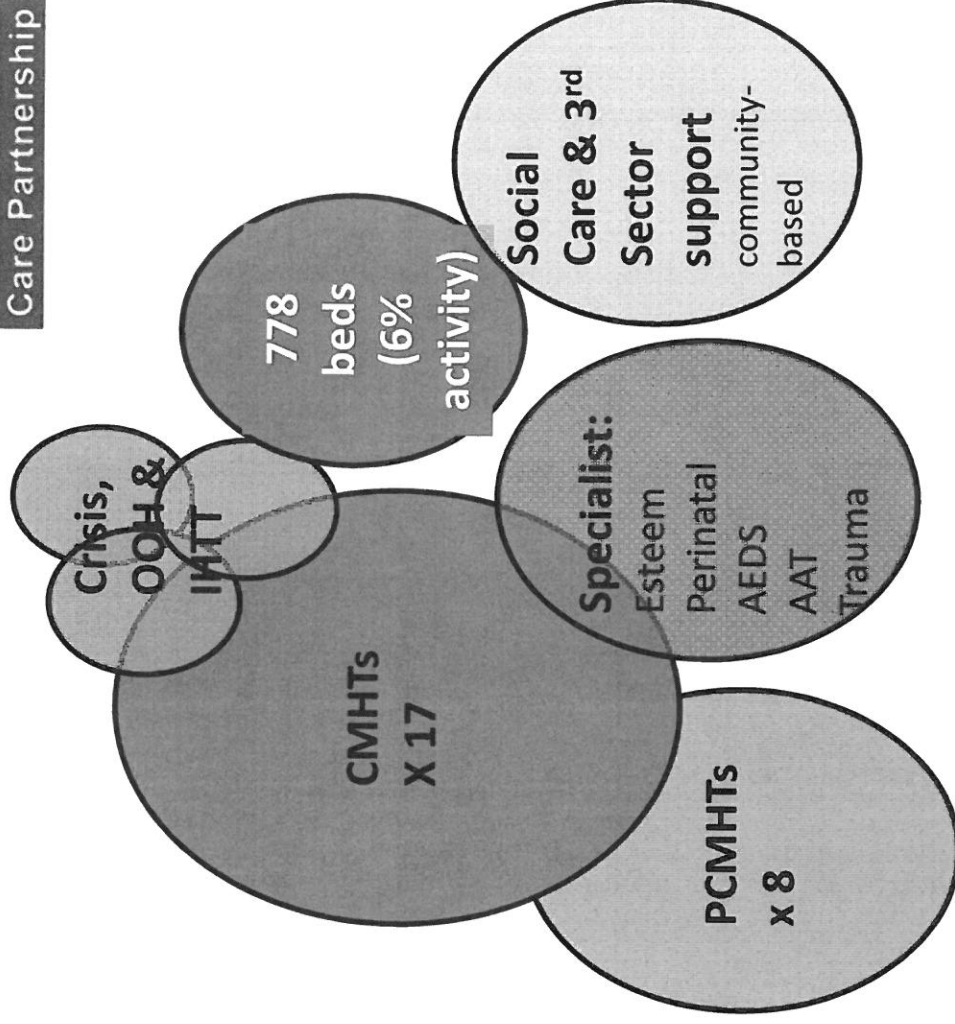 Care Partnership
Crisis,
OOH &
IHTT
778
beds
(6%
activity)
CMHTs
X 17
Social
Care & 3rd
Sector
support
community-
based
Specialist:
Esteem
Perinatal
AEDS
AAT
Trauma
PCMHTs
x 8